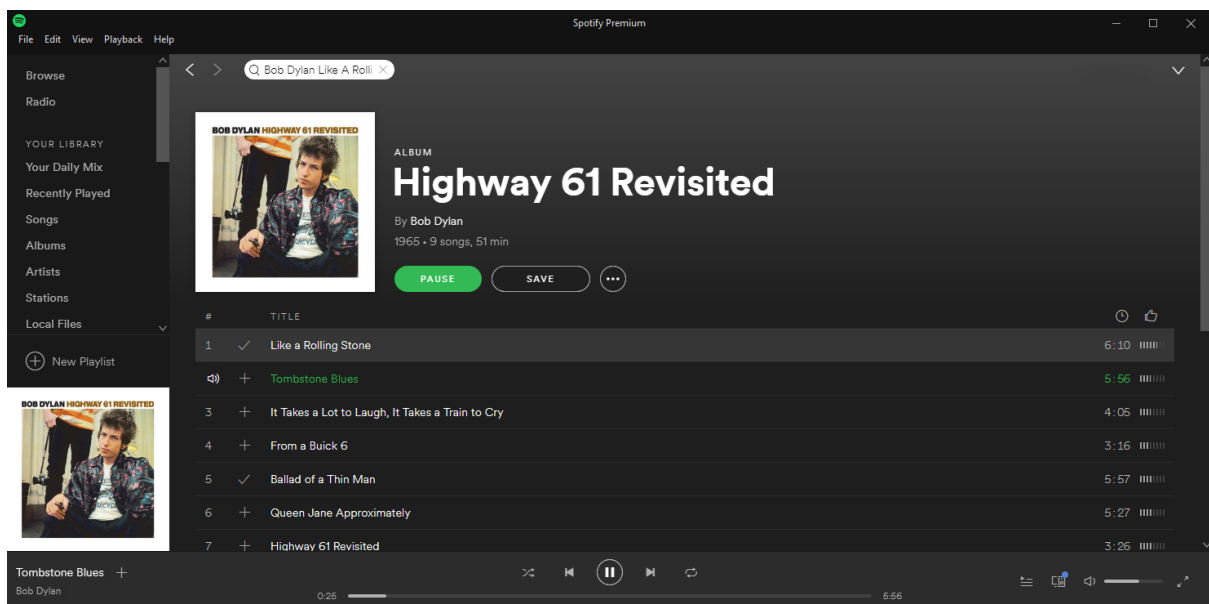 Spotify Premium
File Edit View Playback Help
Browse
Radio
YOUR LIBRARY
Your Daily Mix
Recently Played
Songs
Albums
Artists
Stations
Local Files
New Playlist
BOB DYLAN HIGHWAY 61 REVISITED
Bob Dylan Like A Rolli
BOB DYLAN HIGHWAY 61 REVISITED
ALBUM
Highway 61 Revisited
By Bob Dylan
1965 • 9 songs, 51 min
PAUSE SAVE
# TITLE
1 Like a Rolling Stone 6:10
Tombstone Blues 5:56
3 It Takes a Lot to Laugh, It Takes a Train to Cry 4:05
4 From a Buick 6 3:16
5 Ballad of a Thin Man 5:57
6 Queen Jane Approximately 5:27
7 Highway 61 Revisited 3:26
Tombstone Blues
Bob Dylan
0:25 5:56